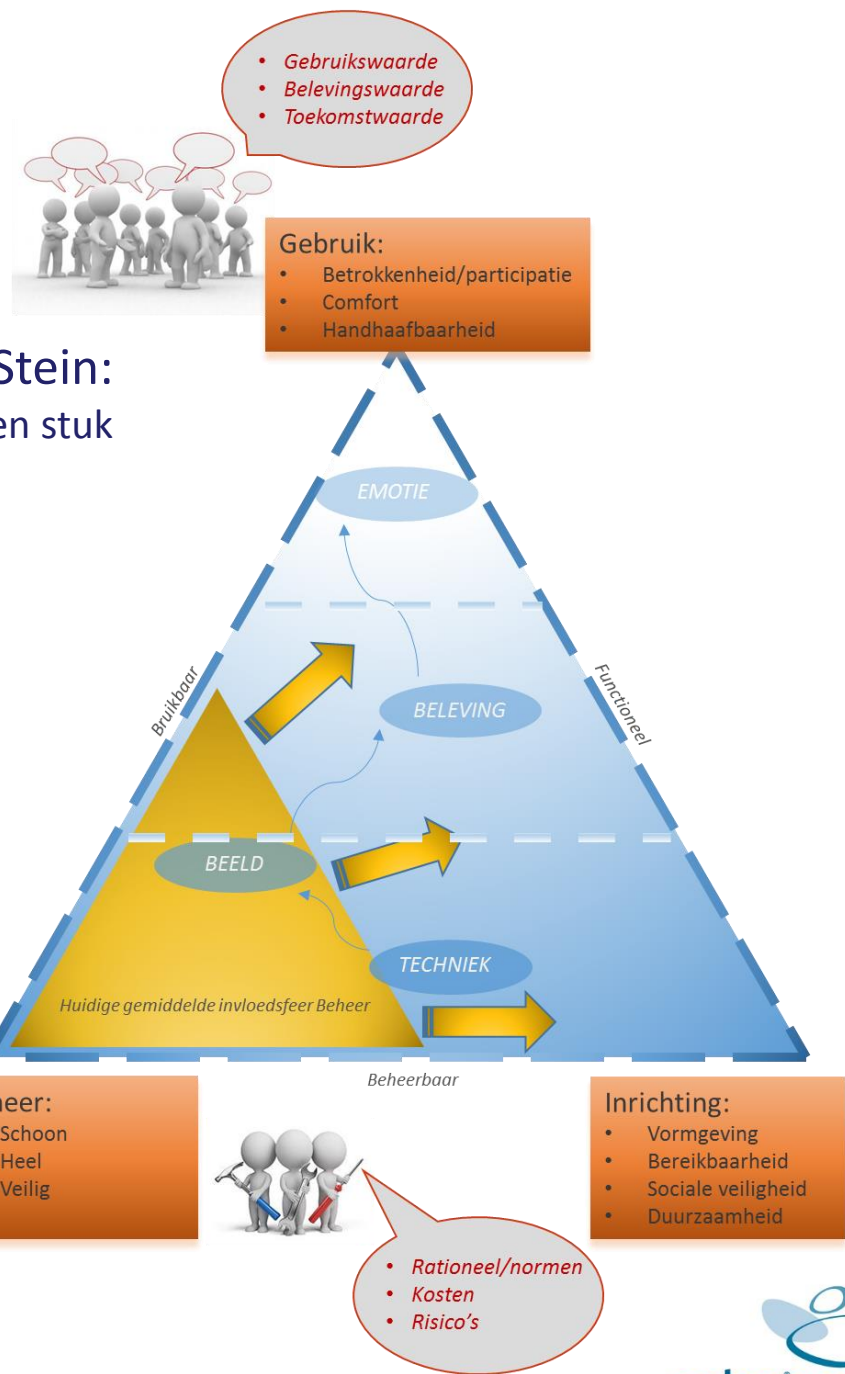 • Gebruikswaarde
• Belevingswaarde
• Toekomstwaarde
Gebruik:
• Betrokkenheid/participatie
• Comfort
• Handhaafbaarheid
Stein:
en stuk
EMOTIE
Bruikbaar
Functioneel
BELEVING
BEELD
TECHNIEK
Huidige gemiddelde invloedsfeer Beheer
Beheerbaar
heer:
Schoon
Heel
Veilig
Inrichting:
• Vormgeving
• Bereikbaarheid
• Sociale veiligheid
• Duurzaamheid
• Rationeel/normen
• Kosten
• Risico's